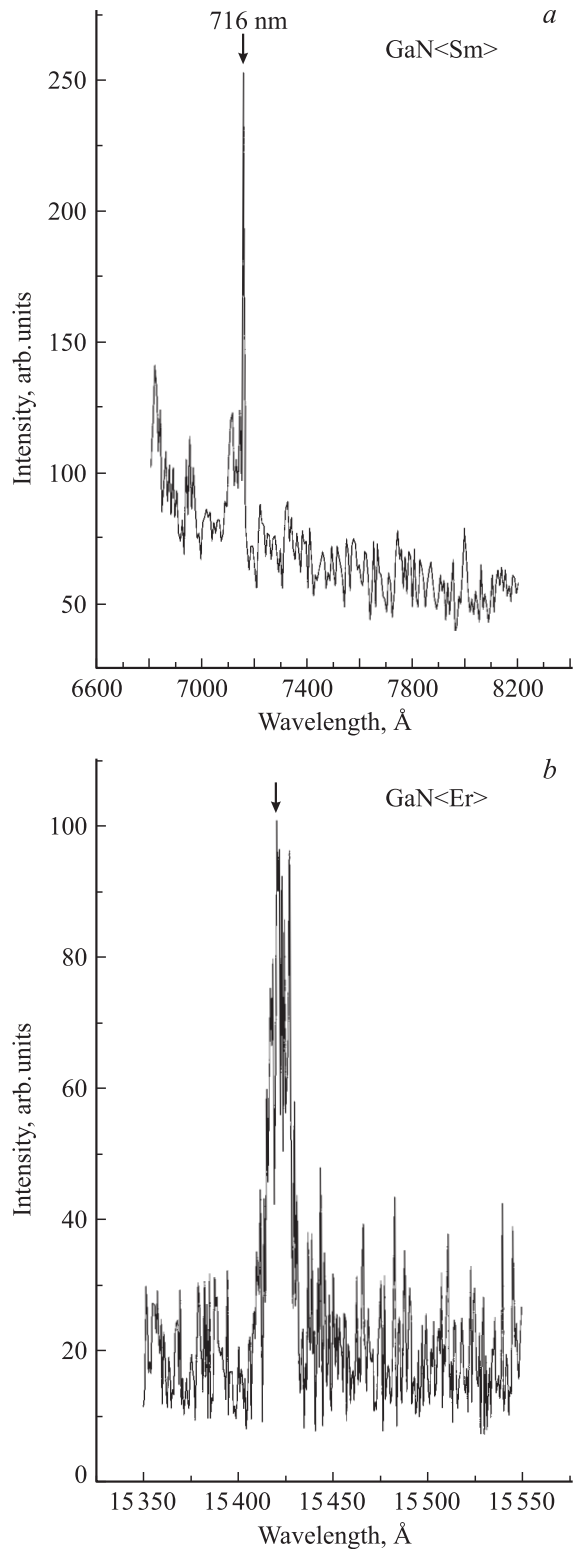 716 nm
a
GaN<Sm>
250
200
150
100
50
Intensity, arb. units
6600 7000 7400 7800 8200
Wavelength, Å
b
GaN<Er>
100
80
60
40
20
0
Intensity, arb. units
15 350 15 400 15 450 15 500 15 550
Wavelength, Å